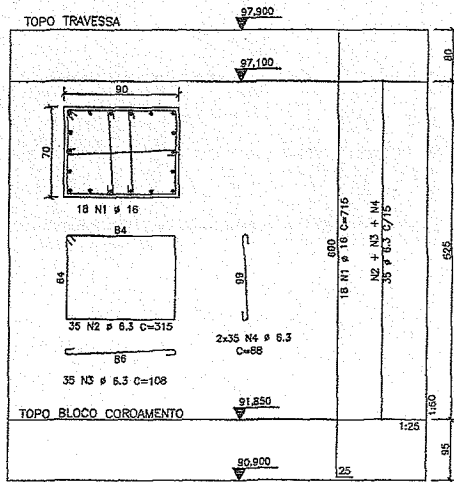 TOPO TRAVESSA
97,900
80
97,100
90
70
18 N1 ø 16
84
64
35 N2 ø 6.3 C=315
66
2x35 N4 ø 6.3
C=88
86
35 N3 ø 6.3 C=108
690
18 N1 ø 16 C=715
N2 + N3 + N4
35 ø 6.3 C/15
525
TOPO BLOCO COROAMENTO
91,850
1:50
1:25
95
90,900
25